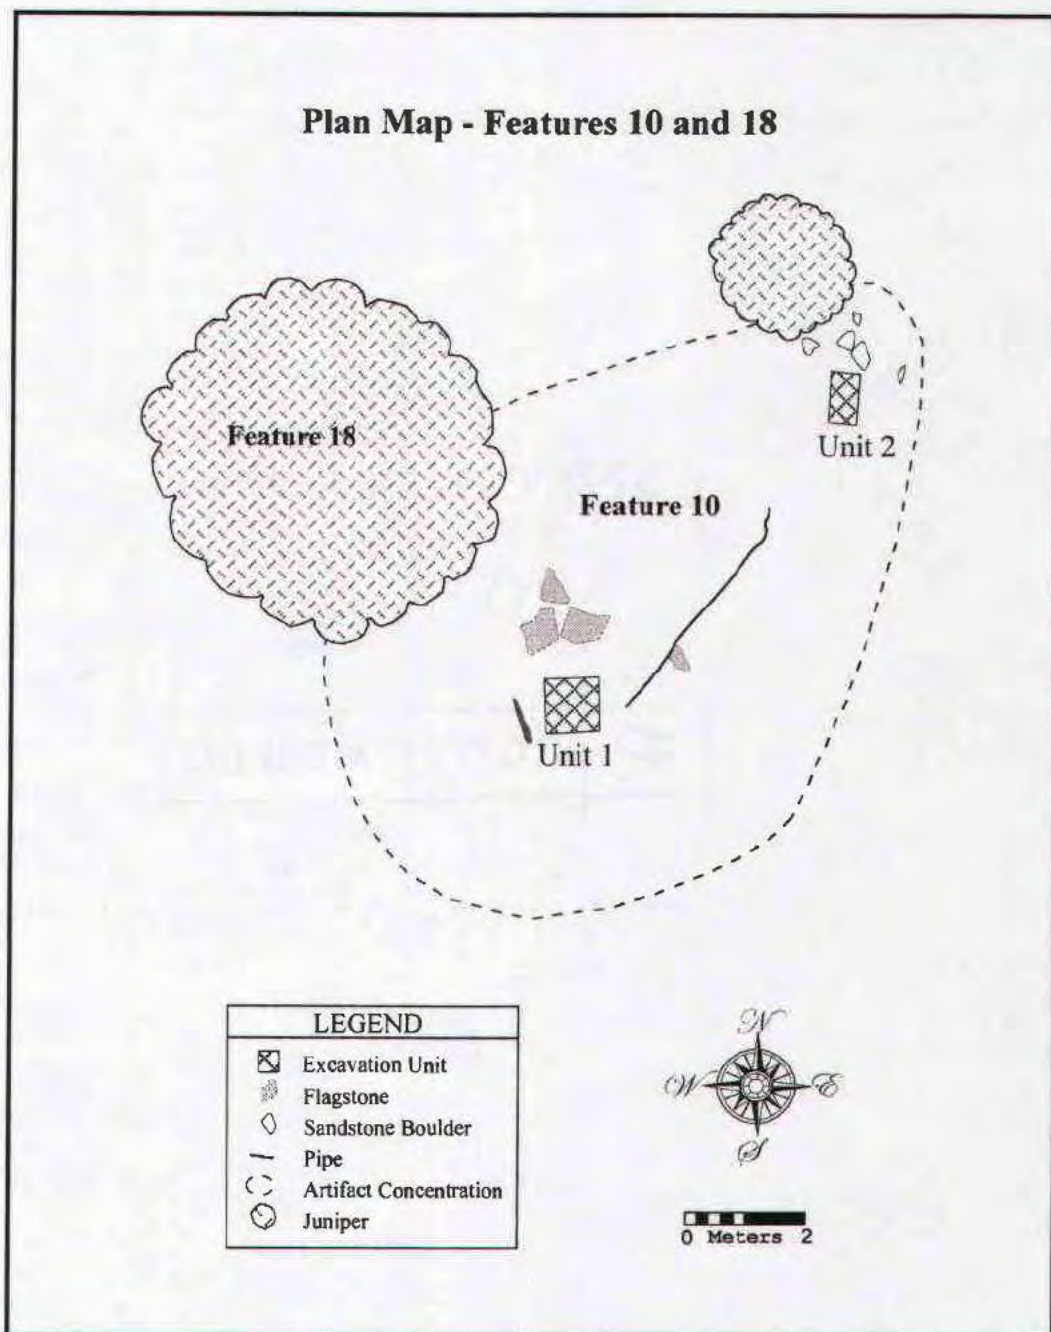 Plan Map - Features 10 and 18
Feature 18
Unit 2
Feature 10
Unit 1
LEGEND
Excavation Unit
Flagstone
Sandstone Boulder
Pipe
Artifact Concentration
Juniper
N
W E
S
0 Meters 2